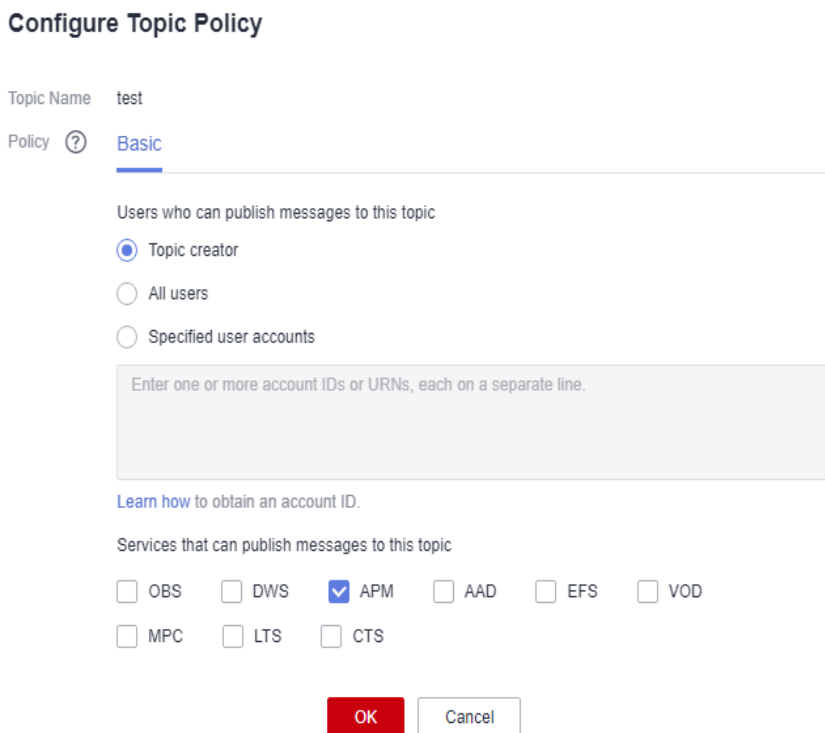 Configure Topic Policy
Topic Name test
Policy ? Basic
Users who can publish messages to this topic
Topic creator
All users
Specified user accounts
Enter one or more account IDs or URNs, each on a separate line.
Learn how to obtain an account ID.
Services that can publish messages to this topic
OBS DWS APM AAD EFS VOD
MPC LTS CTS
OK Cancel